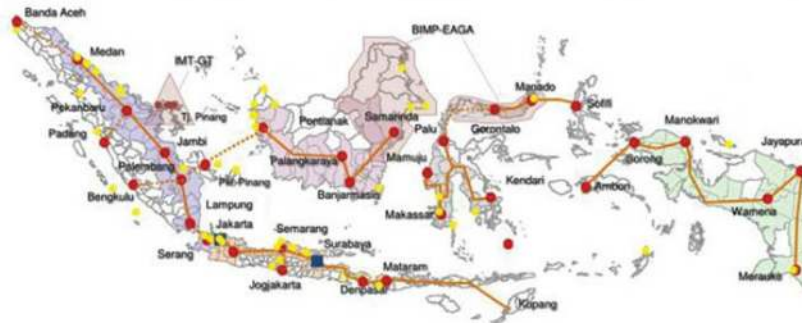 Banda Aceh
BIMP-EAGA
Medan
IMT-GT
Manado
Sofifi
Pekanbaru
Tj. Pinang
Pontianak
Samarinda
Palu
Gorontalo
Manokwari
Padang
Jambi
Sorong
Jayapura
Palembang
Palangkaraya
Mamuju
Bengkulu
Banjarmasin
Kendari
Ambon
Lampung
Makassar
Wamena
Jakarta
Semarang
Serang
Surabaya
Merauke
Jogjakarta
Mataram
Denpasar
Kupang